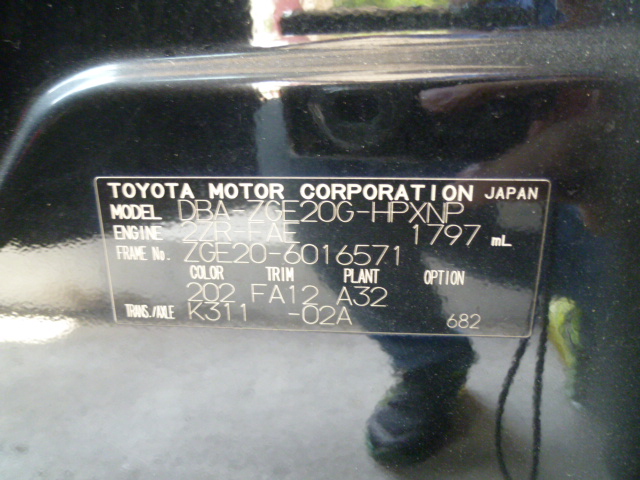 TOYOTA MOTOR CORPORATION JAPAN
MODEL DBA-ZGE20G-HPXNP
ENGINE 2ZR-FAE 1797 mL
FRAME No. ZGE20-6016571
COLOR TRIM PLANT OPTION
202 FA12 A32
TRANS./AXLE K311 -02A 682